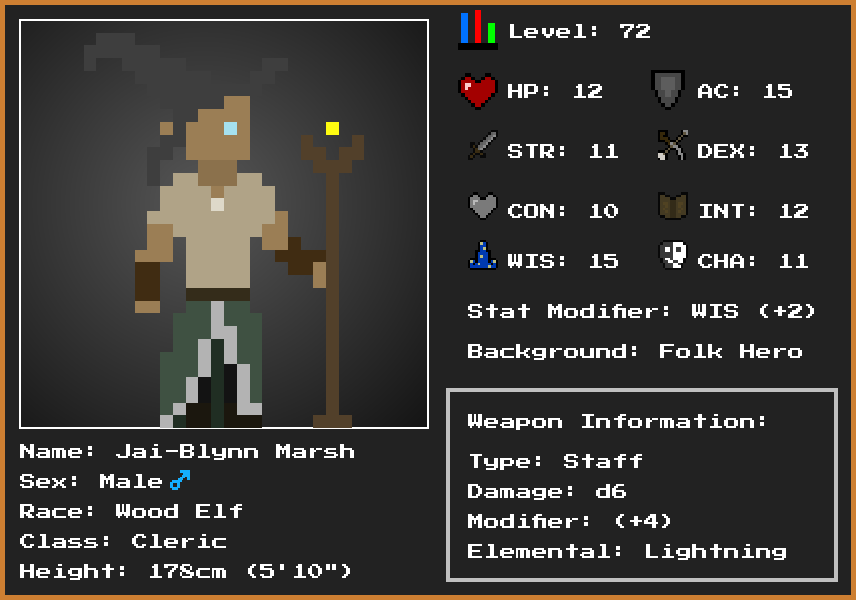 Level: 72
HP: 12 AC: 15
STR: 11 DEX: 13
CON: 10 INT: 12
WIS: 15 CHA: 11
Stat Modifier: WIS (+2)
Background: Folk Hero
Weapon Information:
Type: Staff
Damage: d6
Modifier: (+4)
Elemental: Lightning
Name: Jai-Blynn Marsh
Sex: Male ♂
Race: Wood Elf
Class: Cleric
Height: 178cm (5'10")